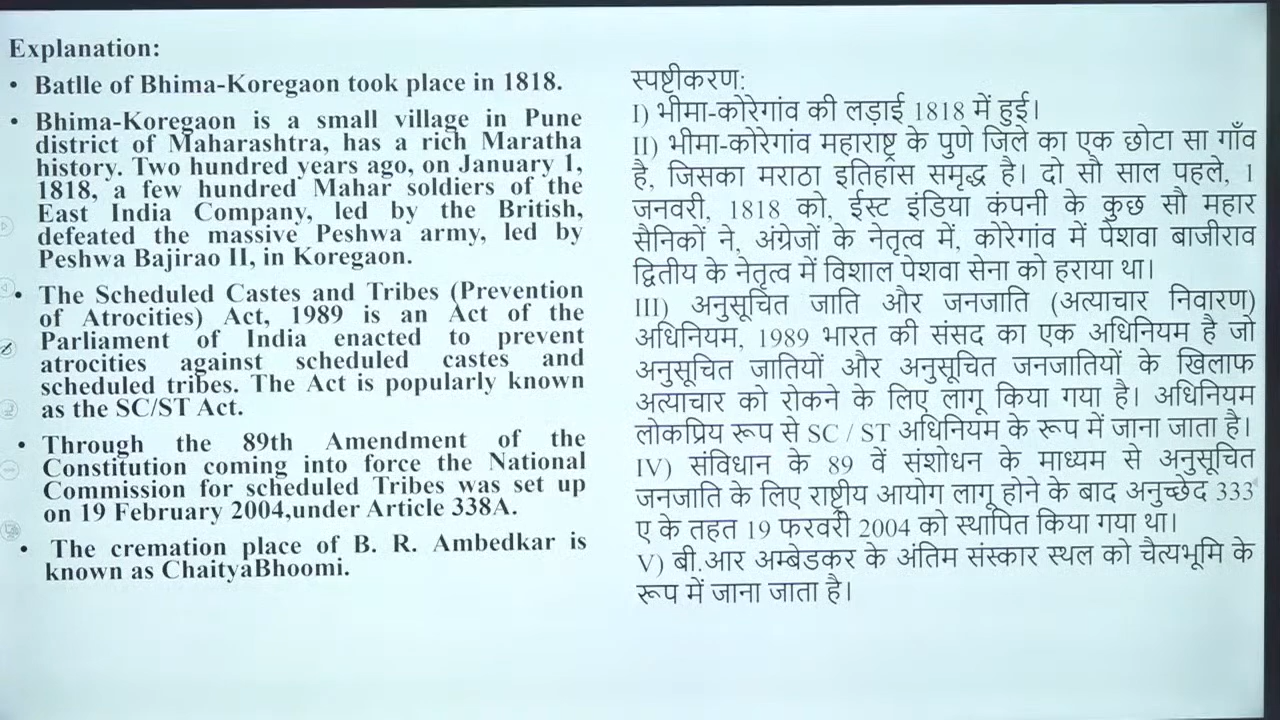 Explanation:
• Batlle of Bhima-Koregaon took place in 1818.
• Bhima-Koregaon is a small village in Pune
district of Maharashtra, has a rich Maratha
history. Two hundred years ago, on January 1,
1818, a few hundred Mahar soldiers of the
East India Company, led by the British,
defeated the massive Peshwa army, led by
Peshwa Bajirao II, in Koregaon.
• The Scheduled Castes and Tribes (Prevention
of Atrocities) Act, 1989 is an Act of the
Parliament of India enacted to prevent
atrocities against scheduled castes and
scheduled tribes. The Act is popularly known
as the SC/ST Act.
• Through the 89th Amendment of the
Constitution coming into force the National
Commission for scheduled Tribes was set up
on 19 February 2004,under Article 338A.
• The cremation place of B. R. Ambedkar is
known as ChaityaBhoomi.
स्पष्टीकरण:
I) भीमा-कोरेगांव की लड़ाई 1818 में हुई।
II) भीमा-कोरेगांव महाराष्ट्र के पुणे जिले का एक छोटा सा गाँव
है, जिसका मराठा इतिहास समृद्ध है। दो सौ साल पहले, 1
जनवरी, 1818 को, ईस्ट इंडिया कंपनी के कुछ सौ महार
सैनिकों ने, अंग्रेजों के नेतृत्व में, कोरेगांव में पेशवा बाजीराव
द्वितीय के नेतृत्व में विशाल पेशवा सेना को हराया था।
III) अनुसूचित जाति और जनजाति (अत्याचार निवारण)
अधिनियम, 1989 भारत की संसद का एक अधिनियम है जो
अनुसूचित जातियों और अनुसूचित जनजातियों के खिलाफ
अत्याचार को रोकने के लिए लागू किया गया है। अधिनियम
लोकप्रिय रूप से SC / ST अधिनियम के रूप में जाना जाता है।
IV) संविधान के 89 वें संशोधन के माध्यम से अनुसूचित
जनजाति के लिए राष्ट्रीय आयोग लागू होने के बाद अनुच्छेद 333
ए के तहत 19 फरवरी 2004 को स्थापित किया गया था।
V) बी.आर अम्बेडकर के अंतिम संस्कार स्थल को चैत्यभूमि के
रूप में जाना जाता है।